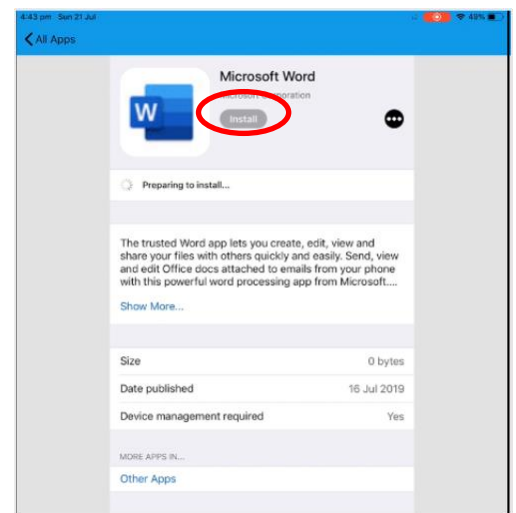 4:43 pm Sun 21 Jul
48%
All Apps
Microsoft Word
Microsoft Corporation
W
Install
Preparing to install...
The trusted Word app lets you create, edit, view and
share your files with others quickly and easily. Send, view
and edit Office docs attached to emails from your phone
with this powerful word processing app from Microsoft....
Show More...
Size 0 bytes
Date published 16 Jul 2019
Device management required Yes
MORE APPS IN...
Other Apps